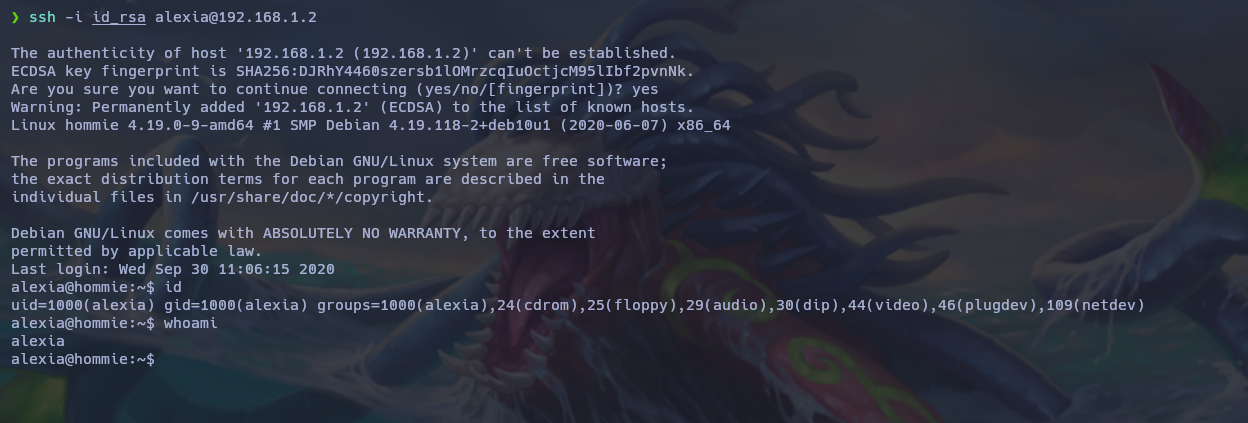 ❯ ssh -i id_rsa alexia@192.168.1.2
The authenticity of host '192.168.1.2 (192.168.1.2)' can't be established.
ECDSA key fingerprint is SHA256:DJRhY4460szersb1lOMrzcqIuOctjcM95lIbf2pvnNk.
Are you sure you want to continue connecting (yes/no/[fingerprint])? yes
Warning: Permanently added '192.168.1.2' (ECDSA) to the list of known hosts.
Linux hommie 4.19.0-9-amd64 #1 SMP Debian 4.19.118-2+deb10u1 (2020-06-07) x86_64
The programs included with the Debian GNU/Linux system are free software;
the exact distribution terms for each program are described in the
individual files in /usr/share/doc/*/copyright.
Debian GNU/Linux comes with ABSOLUTELY NO WARRANTY, to the extent
permitted by applicable law.
Last login: Wed Sep 30 11:06:15 2020
alexia@hommie:~$ id
uid=1000(alexia) gid=1000(alexia) groups=1000(alexia),24(cdrom),25(floppy),29(audio),30(dip),44(video),46(plugdev),109(netdev)
alexia@hommie:~$ whoami
alexia
alexia@hommie:~$